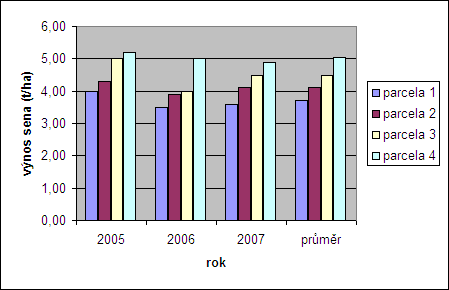 6,00
5,00
4,00
3,00
2,00
1,00
0,00
výnos sena (t/ha)
2005 2006 2007 průměr
rok
parcela 1
parcela 2
parcela 3
parcela 4